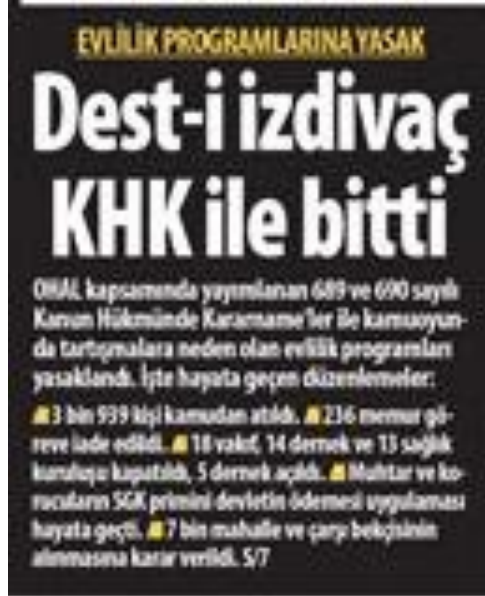 EVLİLİK PROGRAMLARINA YASAK
Dest-i izdivaç
KHK ile bitti
OHAL kapsamında yayımlanan 689 ve 690 sayılı
Kanun Hükmünde Kararname'ler ile kamuoyun-
da tartışmalara neden olan evlilik programları
yasaklandı. İşte hayata geçen düzenlemeler:
3 bin 939 kişi kamudan atıldı. 236 memur gö-
reve iade edildi. 18 vakıf, 14 dernek ve 13 sağlık
kuruluşu kapatıldı, 5 dernek açıldı. Muhtar ve ko-
rucuların SGK primini devletin ödemesi uygulaması
hayata geçti. 7 bin mahalle ve çarşı bekçisinin
alınmasına karar verildi. S/7